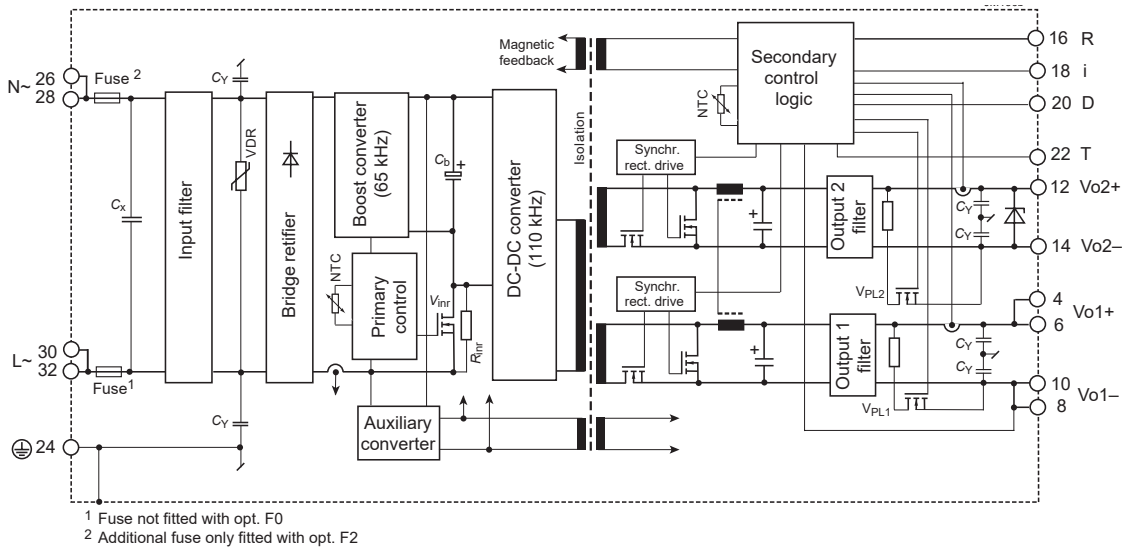 N~
26
28
Fuse 2
CY
VDR
Cx
Input filfter
Bridge retifier
Boost converter
(65 kHz)
Cb
+
NTC
Primary
control
Vinr
Rinr
DC-DC converter
(110 kHz)
L~
30
32
Fuse1
CY
24
Auxiliary
converter
Magnetic
feedback
Isolation
NTC
Secondary
control
logic
Synchr.
rect. drive
+
Output 2
filter
VPL2
CY
CY
Synchr.
rect. drive
+
Output 1
filter
VPL1
CY
CY
16 R
18 i
20 D
22 T
12 Vo2+
14 Vo2–
4
6
Vo1+
10
8
Vo1–
1 Fuse not fitted with opt. F0
2 Additional fuse only fitted with opt. F2